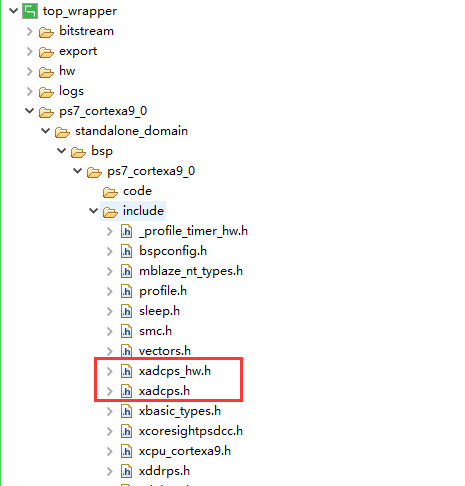 top_wrapper
bitstream
export
hw
logs
ps7_cortexa9_0
standalone_domain
bsp
ps7_cortexa9_0
code
include
_profile_timer_hw.h
bspconfig.h
mblaze_nt_types.h
profile.h
sleep.h
smc.h
vectors.h
xadcps_hw.h
xadcps.h
xbasic_types.h
xcoresightpsdcc.h
xcpu_cortexa9.h
xddrps.h